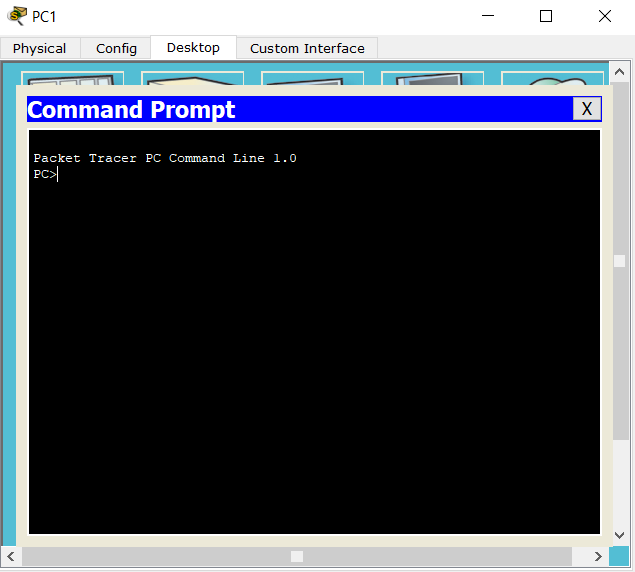 PC1
Physical Config Desktop Custom Interface
Command Prompt X
Packet Tracer PC Command Line 1.0
PC>